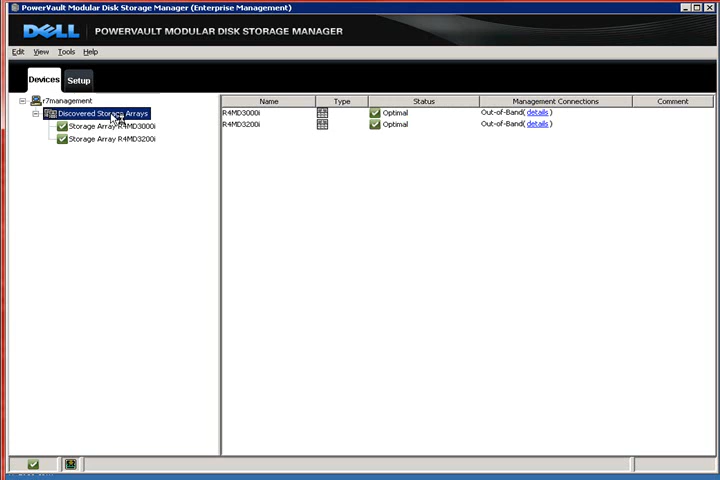 PowerVault Modular Disk Storage Manager (Enterprise Management)
DELL POWERVAULT MODULAR DISK STORAGE MANAGER
Edit View Tools Help
Devices Setup
r7management
Discovered Storage Arrays
Storage Array R4MD3000i
Storage Array R4MD3200i
Name Type Status Management Connections Comment
R4MD3000i Optimal Out-of-Band( details )
R4MD3200i Optimal Out-of-Band( details )